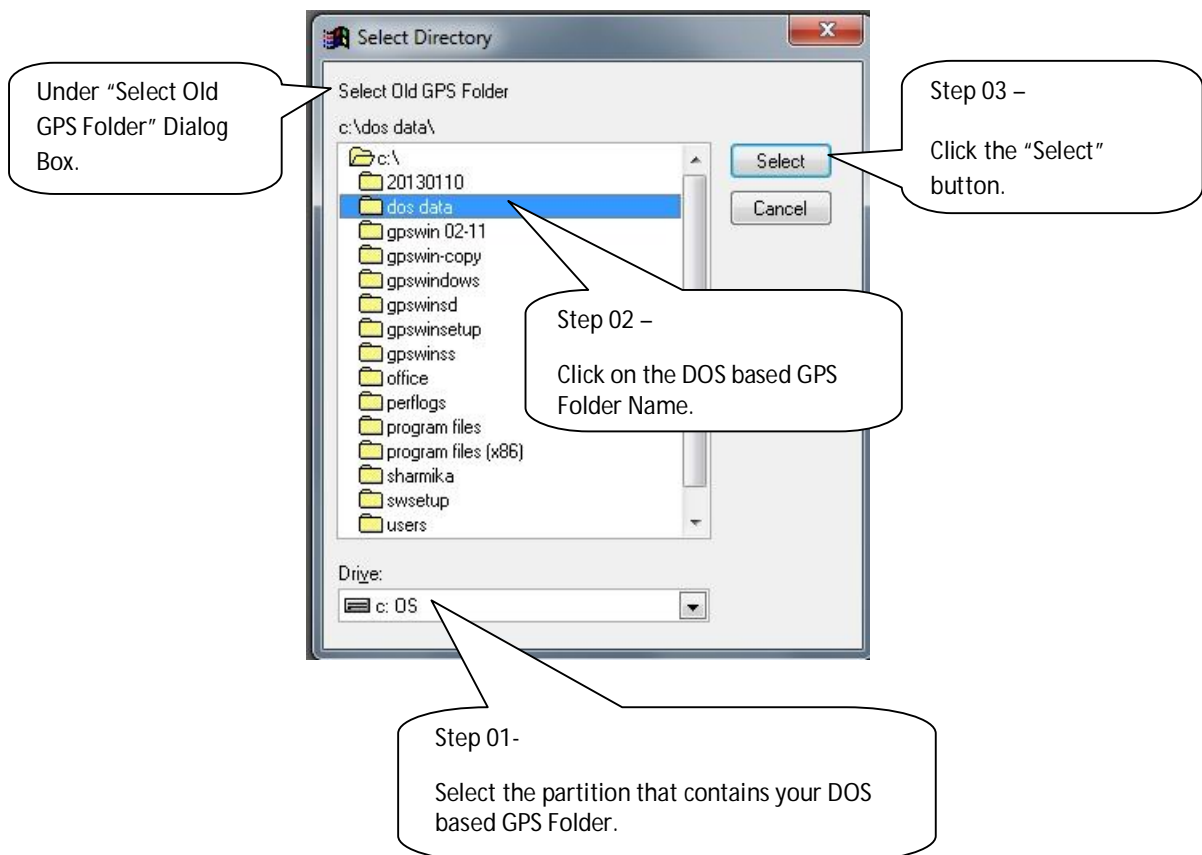 Select Directory
Under “Select Old
GPS Folder” Dialog
Box.
Select Old GPS Folder
c:\dos data\
c:\
20130110
dos data
gpswin 02-11
gpswin-copy
gpswindows
gpswinsd
gpswinsetup
gpswinss
office
perflogs
program files
program files (x86)
sharmika
swsetup
users
Select
Cancel
Step 03 –
Click the “Select”
button.
Step 02 –
Click on the DOS based GPS
Folder Name.
Drive:
c: OS
Step 01-
Select the partition that contains your DOS
based GPS Folder.